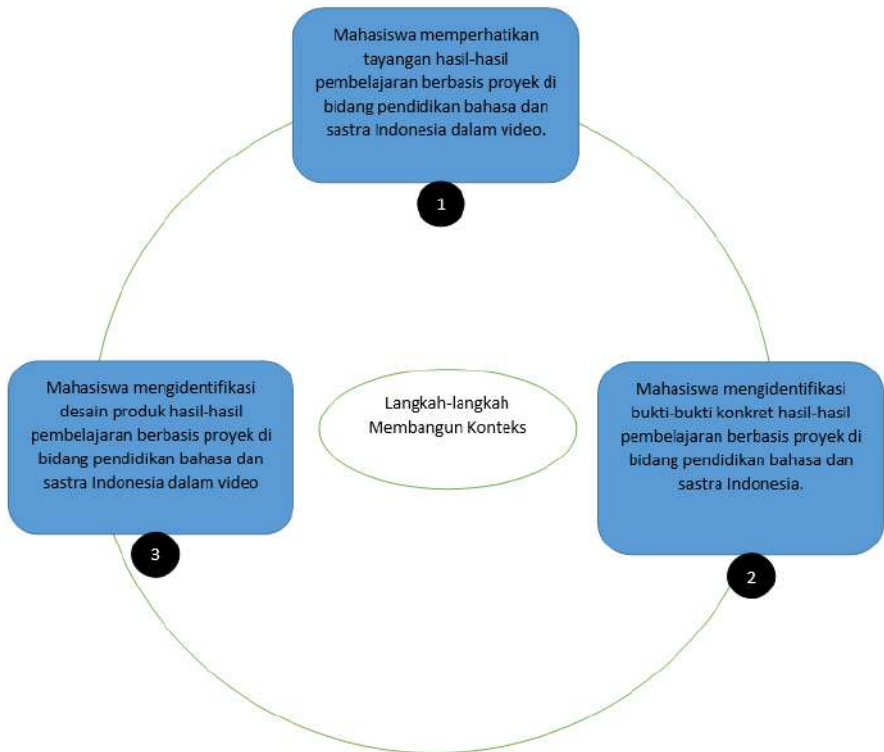 Mahasiswa memperhatikan
tayangan hasil-hasil
pembelajaran berbasis proyek di
bidang pendidikan bahasa dan
sastra Indonesia dalam video.
1
Langkah-langkah
Membangun Konteks
Mahasiswa mengidentifikasi
bukti-bukti konkret hasil-hasil
pembelajaran berbasis proyek di
bidang pendidikan bahasa dan
sastra Indonesia.
2
Mahasiswa mengidentifikasi
desain produk hasil-hasil
pembelajaran berbasis proyek di
bidang pendidikan bahasa dan
sastra Indonesia dalam video
3